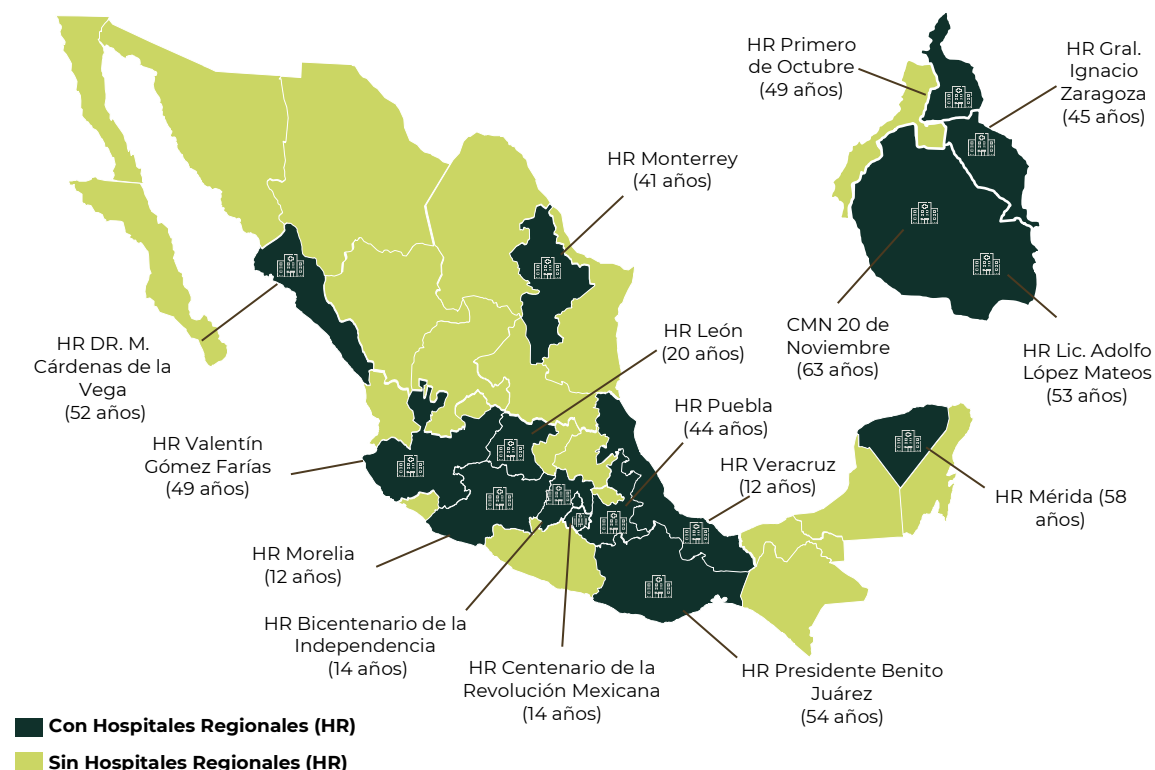 HR Primero
de Octubre
(49 años)
HR Gral.
Ignacio
Zaragoza
(45 años)
HR Monterrey
(41 años)
HR DR. M.
Cárdenas de la
Vega
(52 años)
HR León
(20 años)
CMN 20 de
Noviembre
(63 años)
HR Lic. Adolfo
López Mateos
(53 años)
HR Puebla
(44 años)
HR Valentín
Gómez Farías
(49 años)
HR Veracruz
(12 años)
HR Mérida (58
años)
HR Morelia
(12 años)
HR Bicentenario de la
Independencia
(14 años)
HR Centenario de la
Revolución Mexicana
(14 años)
HR Presidente Benito
Juárez
(54 años)
Con Hospitales Regionales (HR)
Sin Hospitales Regionales (HR)